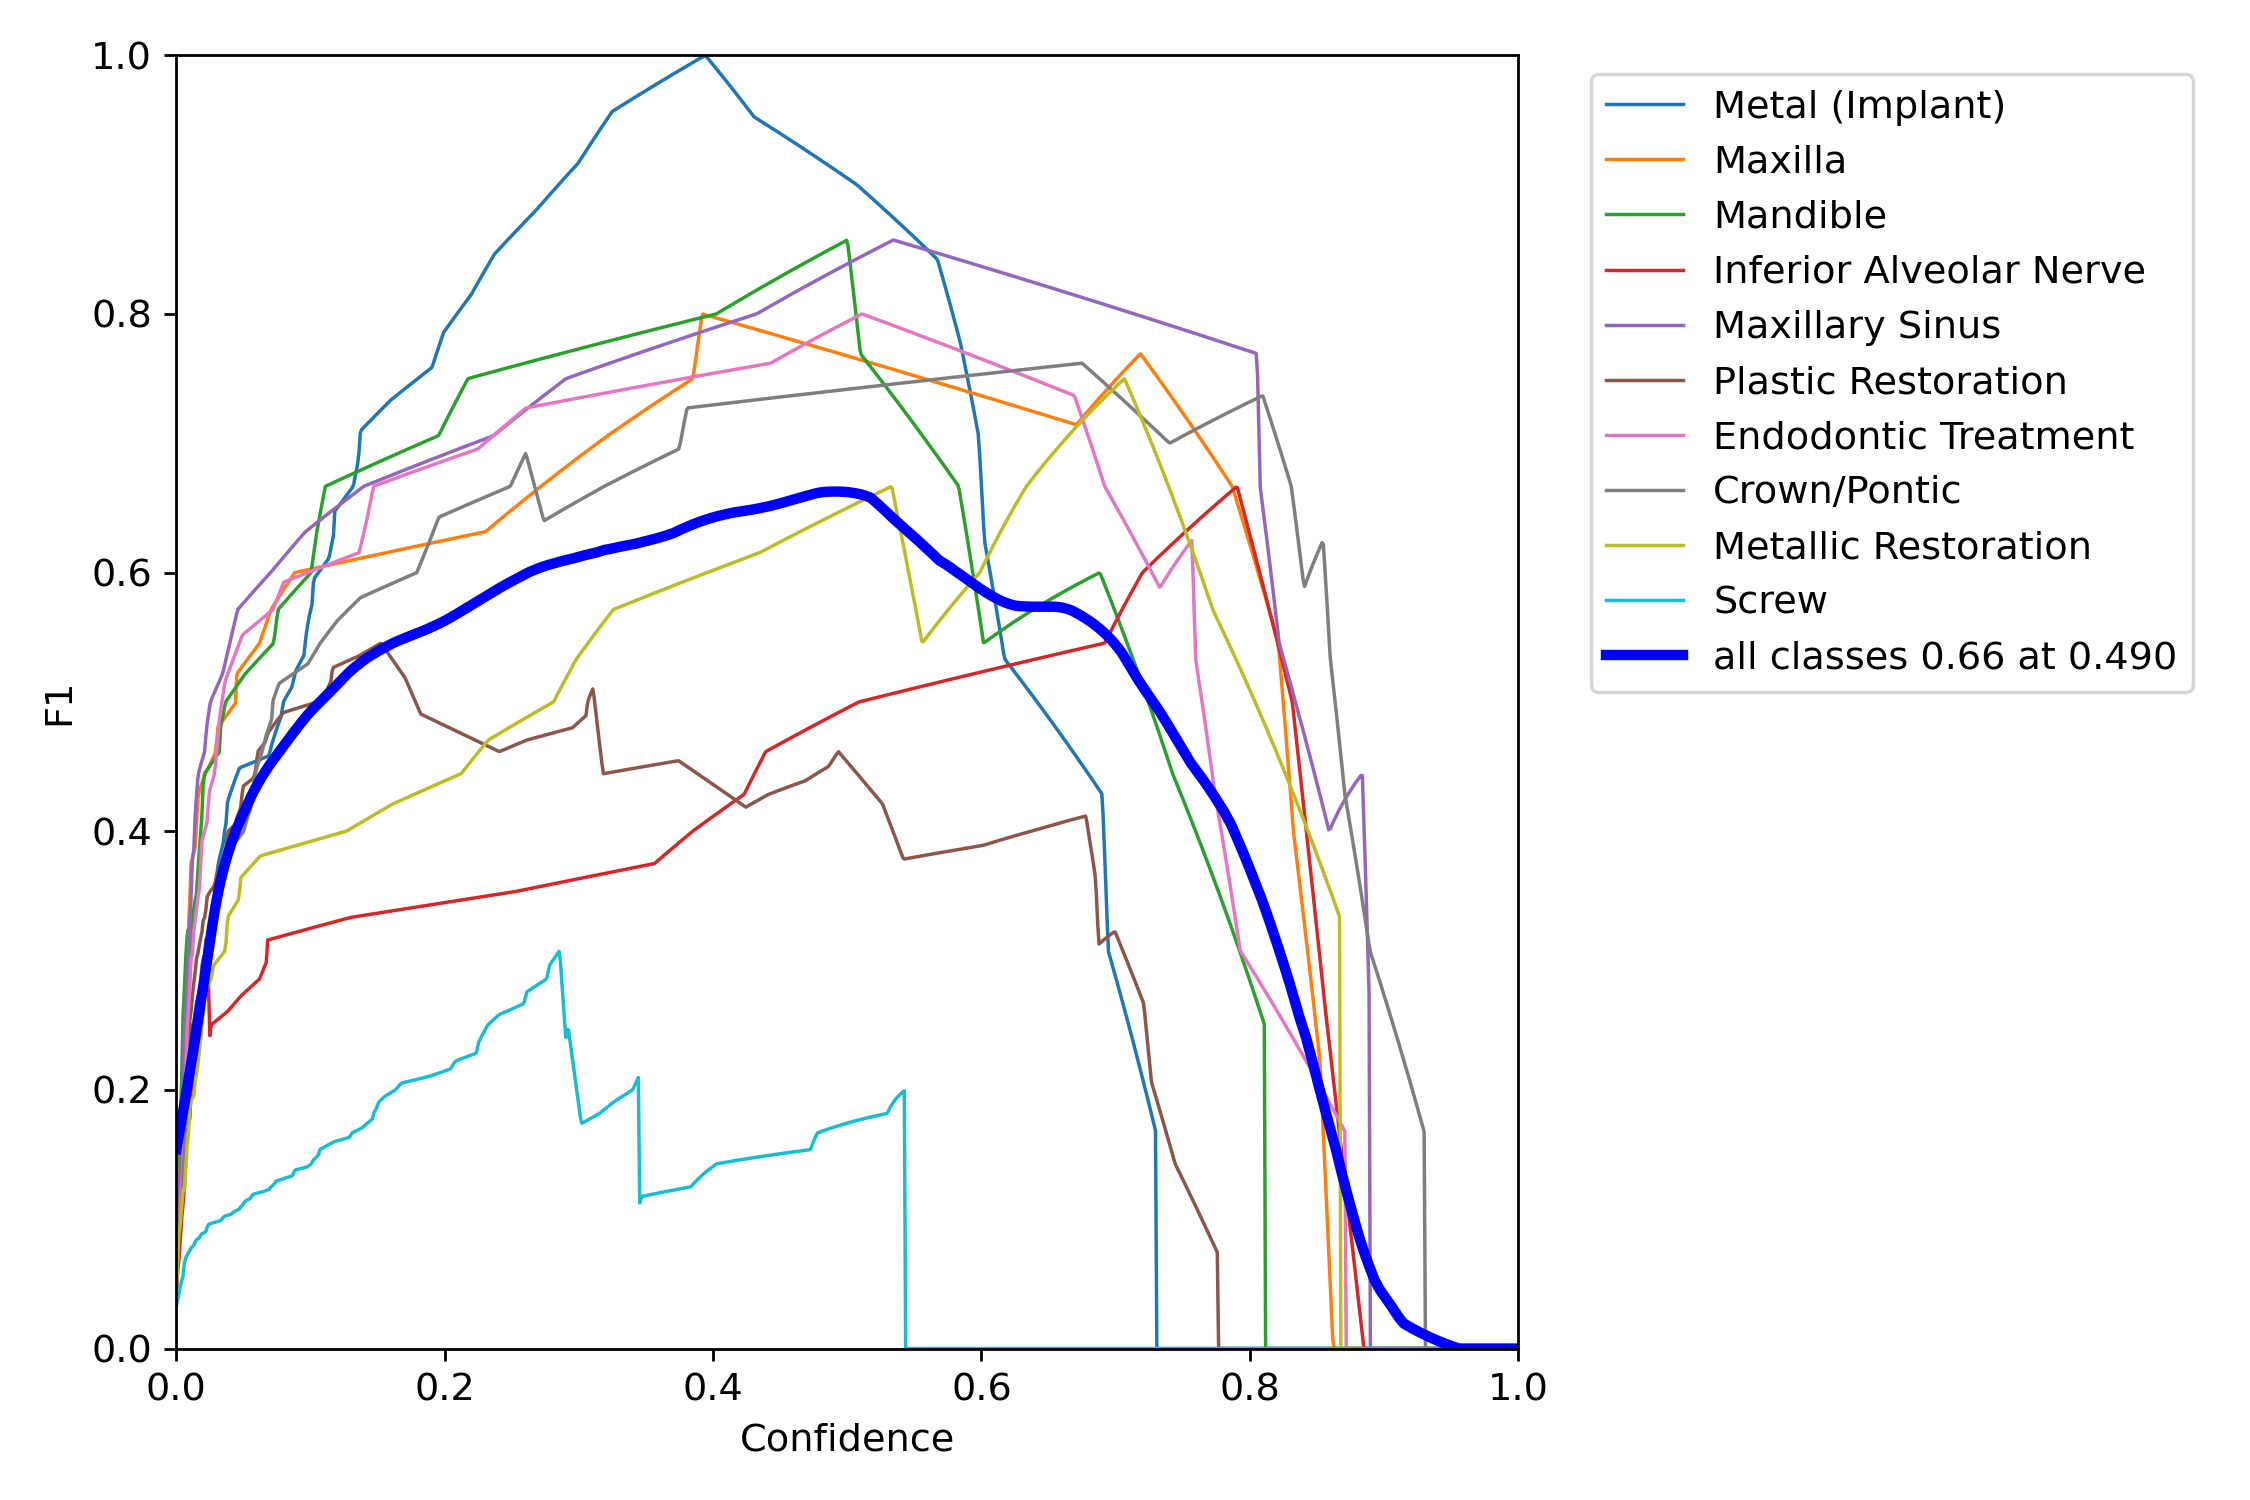 1.0
0.8
0.6
0.4
0.2
0.0
F1
0.0 0.2 0.4 0.6 0.8 1.0
Confidence
Metal (Implant)
Maxilla
Mandible
Inferior Alveolar Nerve
Maxillary Sinus
Plastic Restoration
Endodontic Treatment
Crown/Pontic
Metallic Restoration
Screw
all classes 0.66 at 0.490